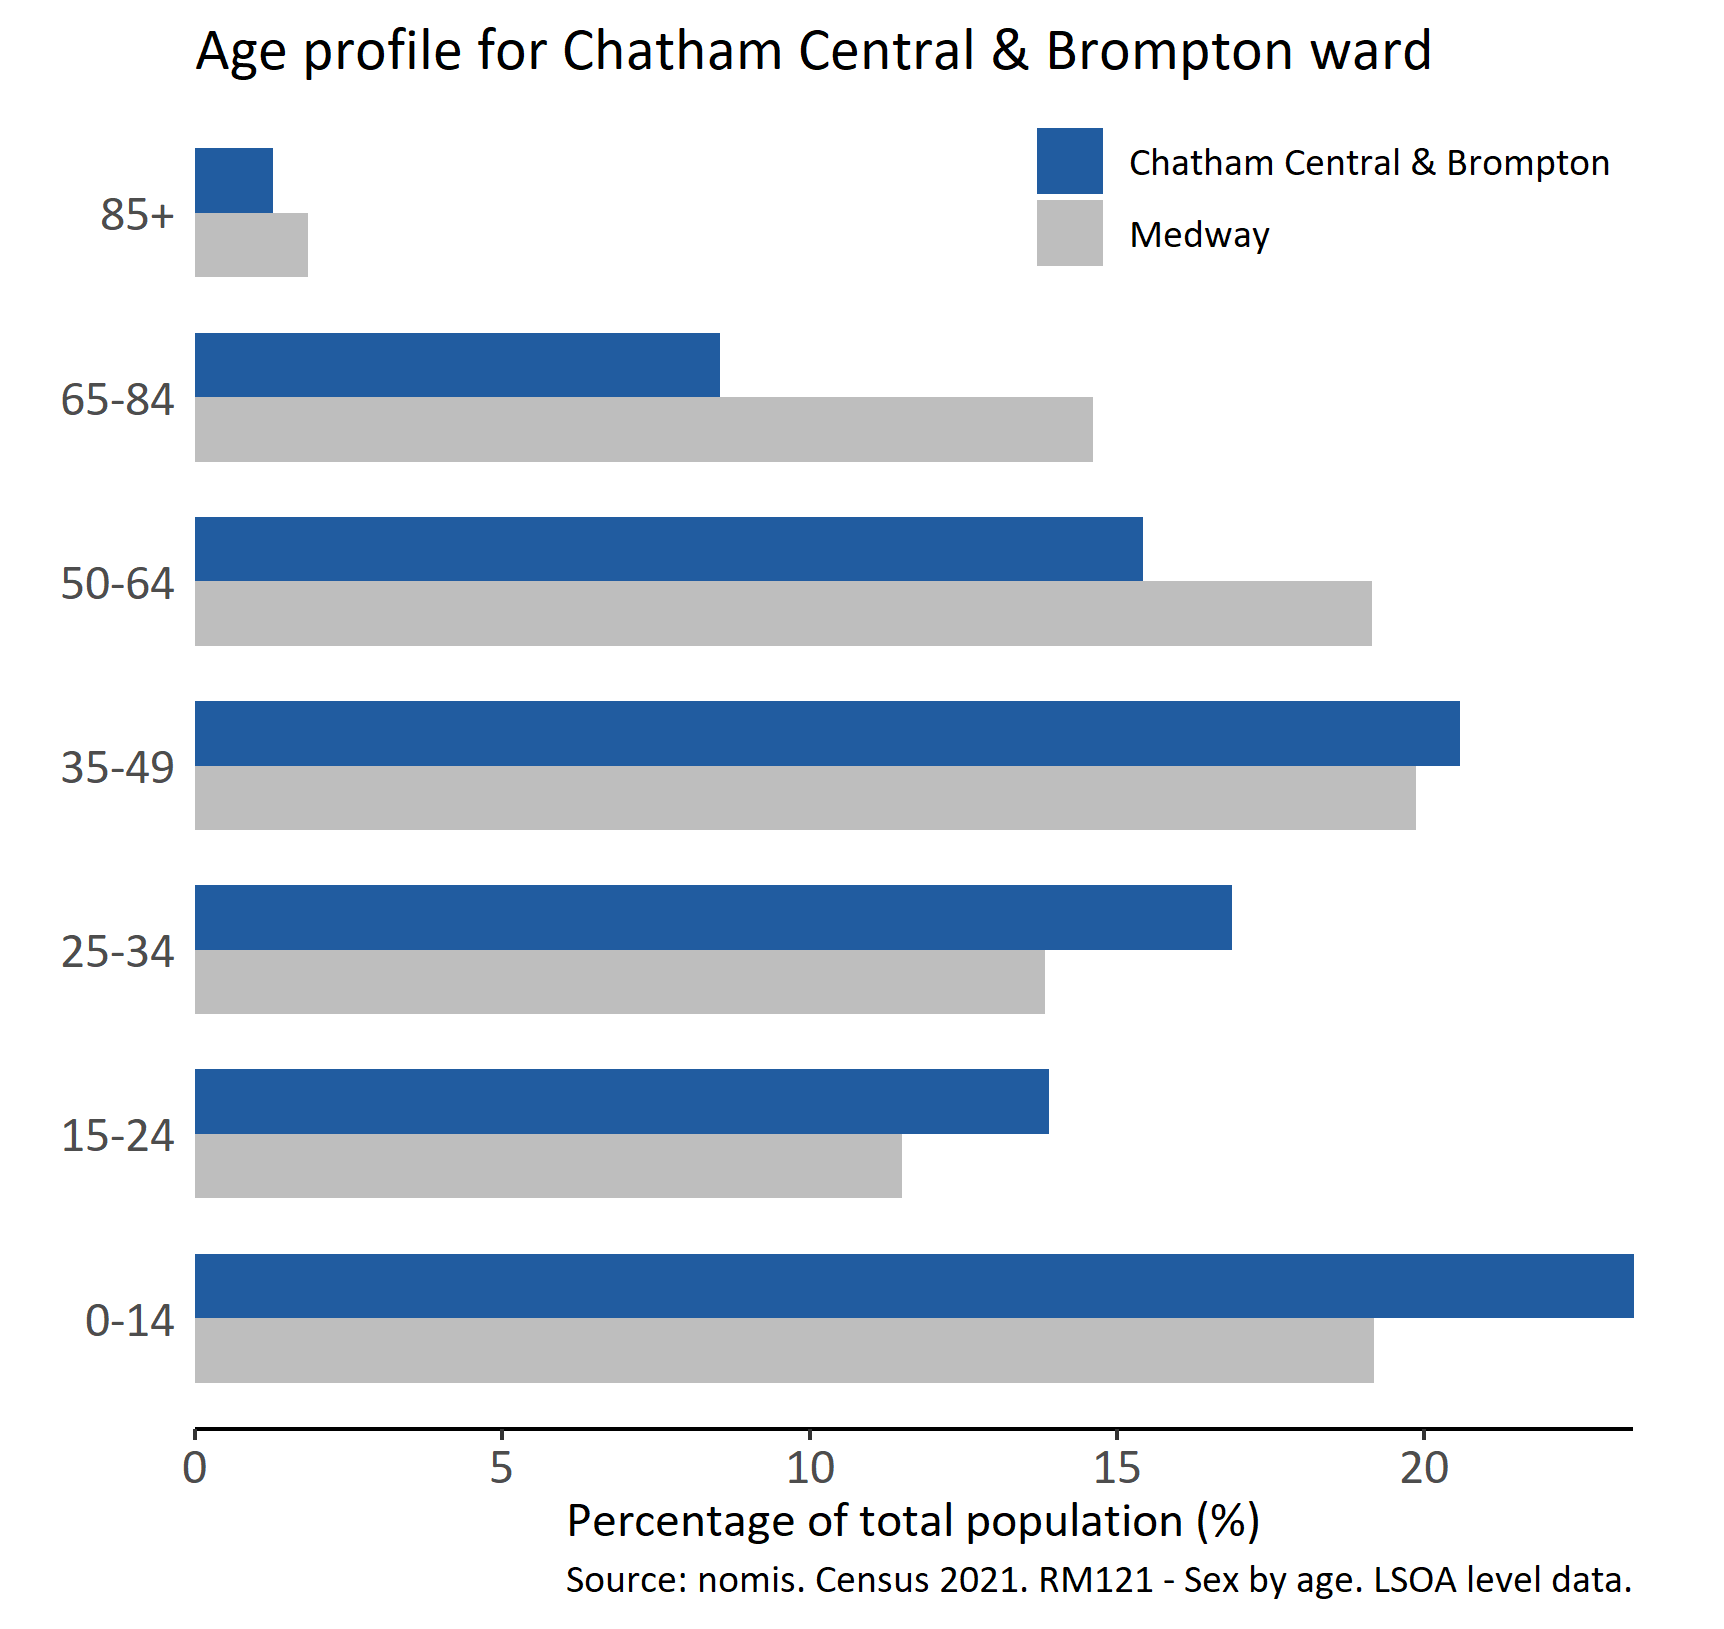 Age profile for Chatham Central & Brompton ward
Chatham Central & Brompton
Medway
85+
65-84
50-64
35-49
25-34
15-24
0-14
0 5 10 15 20
Percentage of total population (%)
Source: nomis. Census 2021. RM121 - Sex by age. LSOA level data.